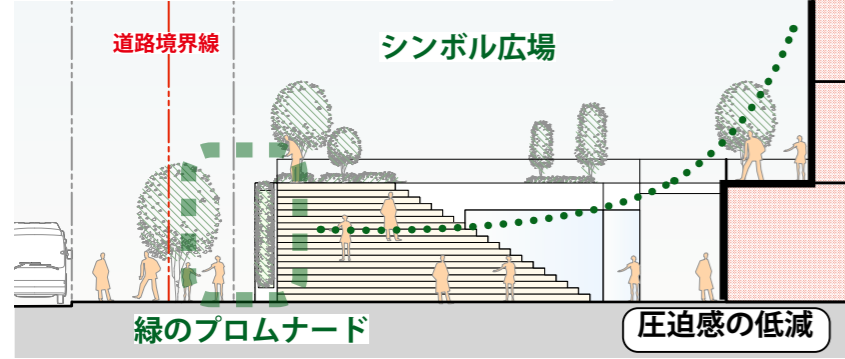 道路境界線
シンボル広場
緑のプロムナード
圧迫感の低減